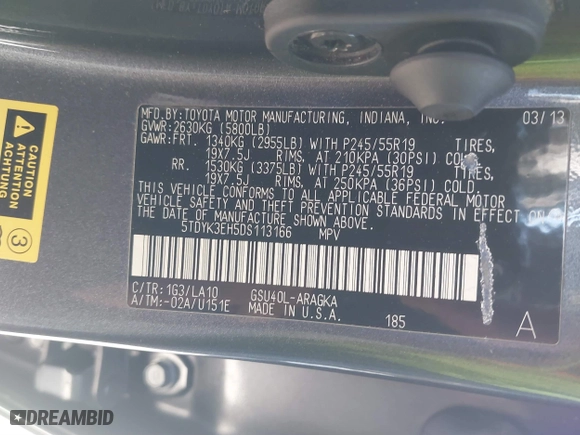 MFD.BY:TOYOTA MOTOR MANUFACTURING, INDIANA, INC. 03/13
GVWR:2630KG (5800LB)
GAWR:FRT. 1340KG (2955LB) WITH P245/55R19 TIRES,
19X7.5J RIMS, AT 210KPA (30PSI) COLD.
RR. 1530KG (3375LB) WITH P245/55R19 TIRES,
19X7.5J RIMS, AT 250KPA (36PSI) COLD.
THIS VEHICLE CONFORMS TO ALL APPLICABLE FEDERAL MOTOR
VEHICLE SAFETY AND THEFT PREVENTION STANDARDS IN EFFECT
ON THE DATE OF MANUFACTURE SHOWN ABOVE.
5TDYK3EH5DS113166 MPV
C/TR:1G3/LA10 GSU40L-ARAGKA
A/TM:-02A/U151E MADE IN U.S.A. 185 A
CAUTION
DREAMBID